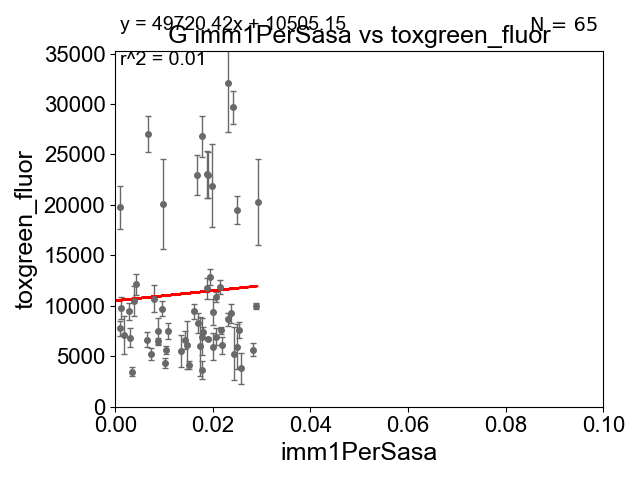 y = 49720.42x + 10505.15
N = 65
G imm1PerSasa vs toxgreen_fluor
r^2 = 0.01
35000
30000
25000
20000
15000
10000
5000
0
toxgreen_fluor
0.00 0.02 0.04 0.06 0.08 0.10
imm1PerSasa